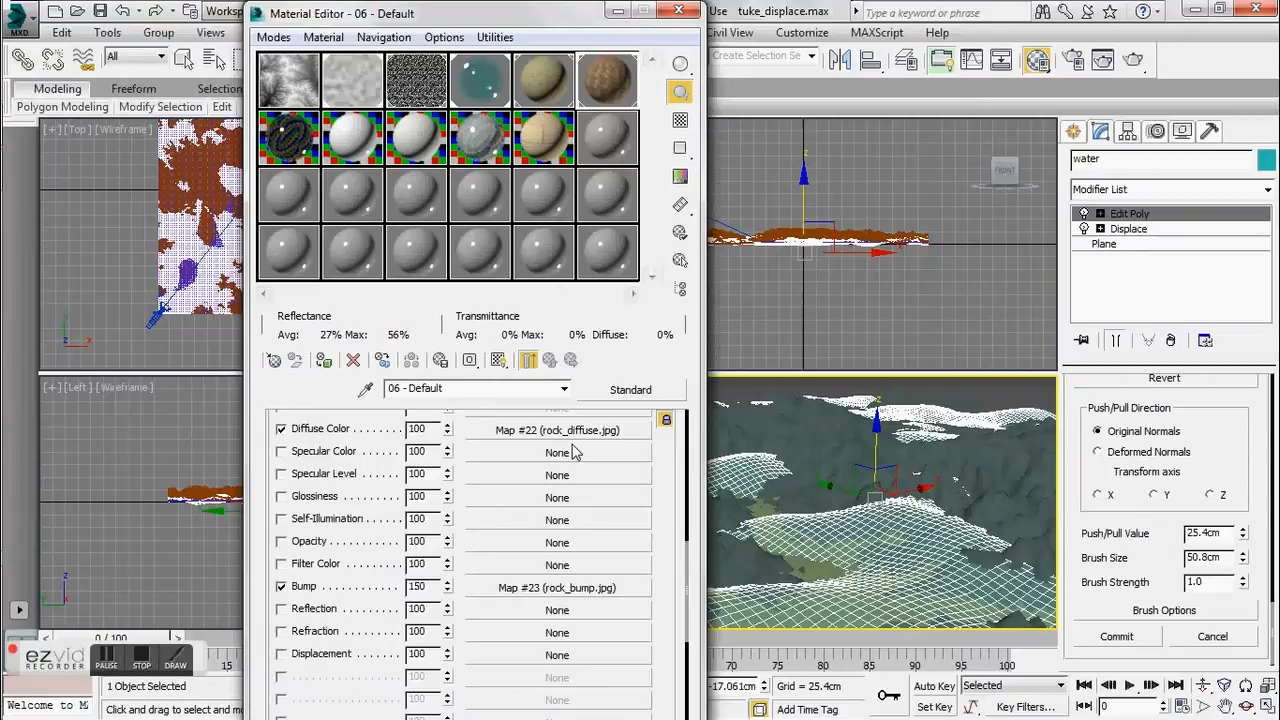 MXD
Worksp
Material Editor - 06 - Default
Use
tuke_displace.max
Type a keyword or phrase
Edit Tools Group Views
Modes Material Navigation Options Utilities
Civil View Customize MAXScript Help
All
Create Selection Se
Modeling Freeform Selection
Polygon Modeling Modify Selection Edit
[+][Top][Wireframe]
FRONT
z
x
water
Modifier List
Edit Poly
Displace
Plane
Reflectance Transmittance
Avg: 27% Max: 56% Avg: 0% Max: 0% Diffuse: 0%
[+][Left][Wireframe]
06 - Default
Standard
Diffuse Color 100 Map #22 (rock_diffuse.jpg)
Specular Color 100 None
Specular Level 100 None
Glossiness 100 None
Self-Illumination 100 None
Opacity 100 None
Filter Color 100 None
Bump 150 Map #23 (rock_bump.jpg)
Reflection 100 None
Refraction 100 None
Displacement 100 None
100 None
100 None
Revert
Push/Pull Direction
Original Normals
Deformed Normals
Transform axis
X Y Z
Push/Pull Value 25.4cm
Brush Size 50.8cm
Brush Strength 1.0
Brush Options
Commit Cancel
0 / 100
ezvid
RECORDER
PAUSE STOP DRAW
15
70 75 80 85 90 95 100
1 Object Selected
-17.061cm
Grid = 25.4cm
Auto Key
Selected
Welcome to M
Click and drag to select and mo
Add Time Tag
Set Key
Key Filters...
0